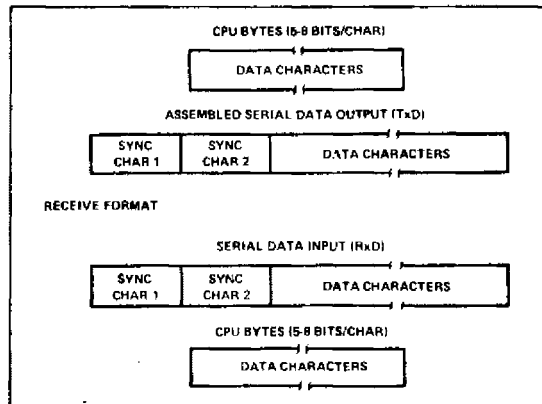 CPU BYTES (5-8 BITS/CHAR)
DATA CHARACTERS
ASSEMBLED SERIAL DATA OUTPUT (TxD)
SYNC CHAR 1
SYNC CHAR 2
DATA CHARACTERS
RECEIVE FORMAT
SERIAL DATA INPUT (RxD)
SYNC CHAR 1
SYNC CHAR 2
DATA CHARACTERS
CPU BYTES (5-8 BITS/CHAR)
DATA CHARACTERS